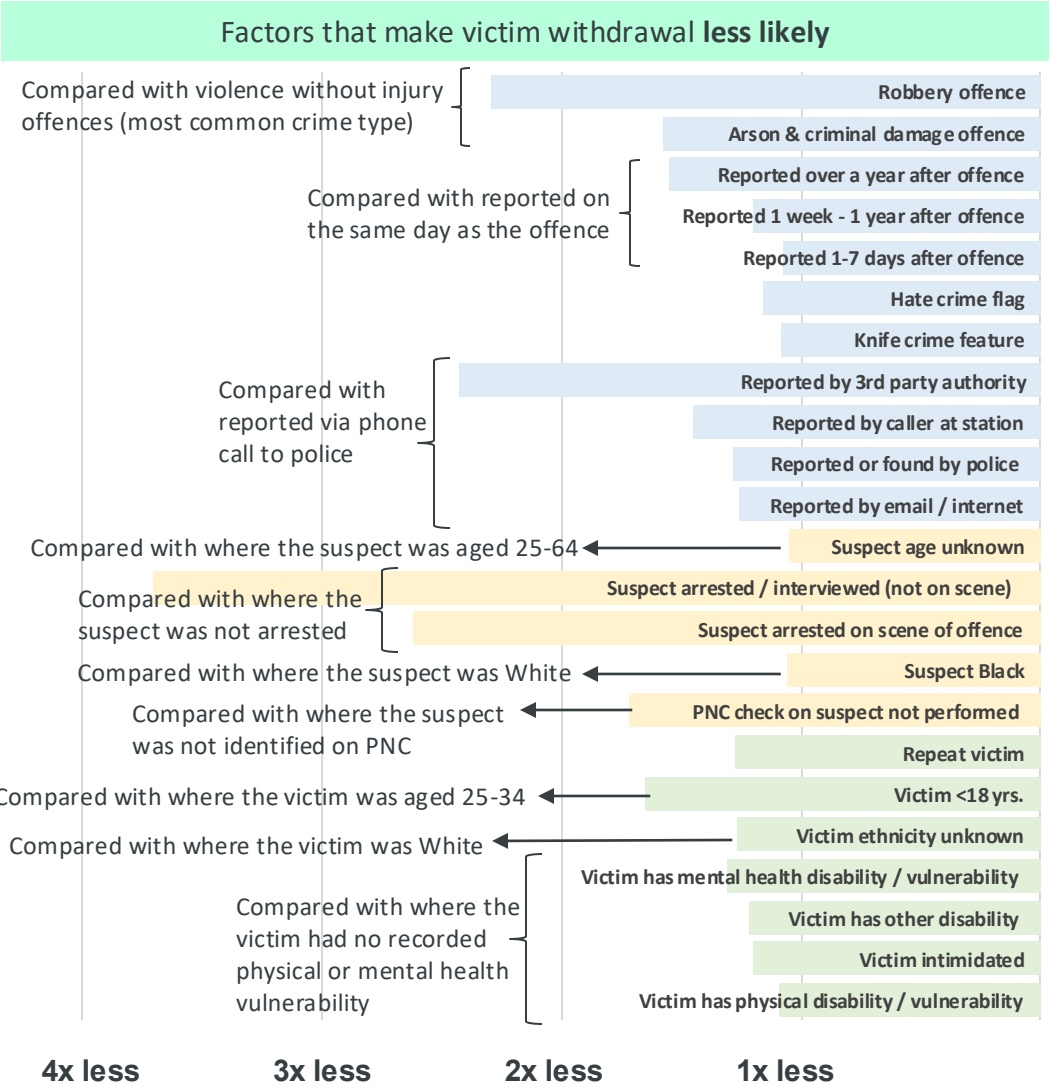 Factors that make victim withdrawal less likely
Compared with violence without injury
offences (most common crime type)
Robbery offence
Arson & criminal damage offence
Compared with reported on
the same day as the offence
Reported over a year after offence
Reported 1 week - 1 year after offence
Reported 1-7 days after offence
Hate crime flag
Knife crime feature
Compared with
reported via phone
call to police
Reported by 3rd party authority
Reported by caller at station
Reported or found by police
Reported by email / internet
Compared with where the suspect was aged 25-64
Suspect age unknown
Compared with where the
suspect was not arrested
Suspect arrested / interviewed (not on scene)
Suspect arrested on scene of offence
Compared with where the suspect was White
Suspect Black
Compared with where the suspect
was not identified on PNC
PNC check on suspect not performed
Repeat victim
Compared with where the victim was aged 25-34
Victim <18 yrs.
Compared with where the victim was White
Victim ethnicity unknown
Compared with where the
victim had no recorded
physical or mental health
vulnerability
Victim has mental health disability / vulnerability
Victim has other disability
Victim intimidated
Victim has physical disability / vulnerability
4x less
3x less
2x less
1x less